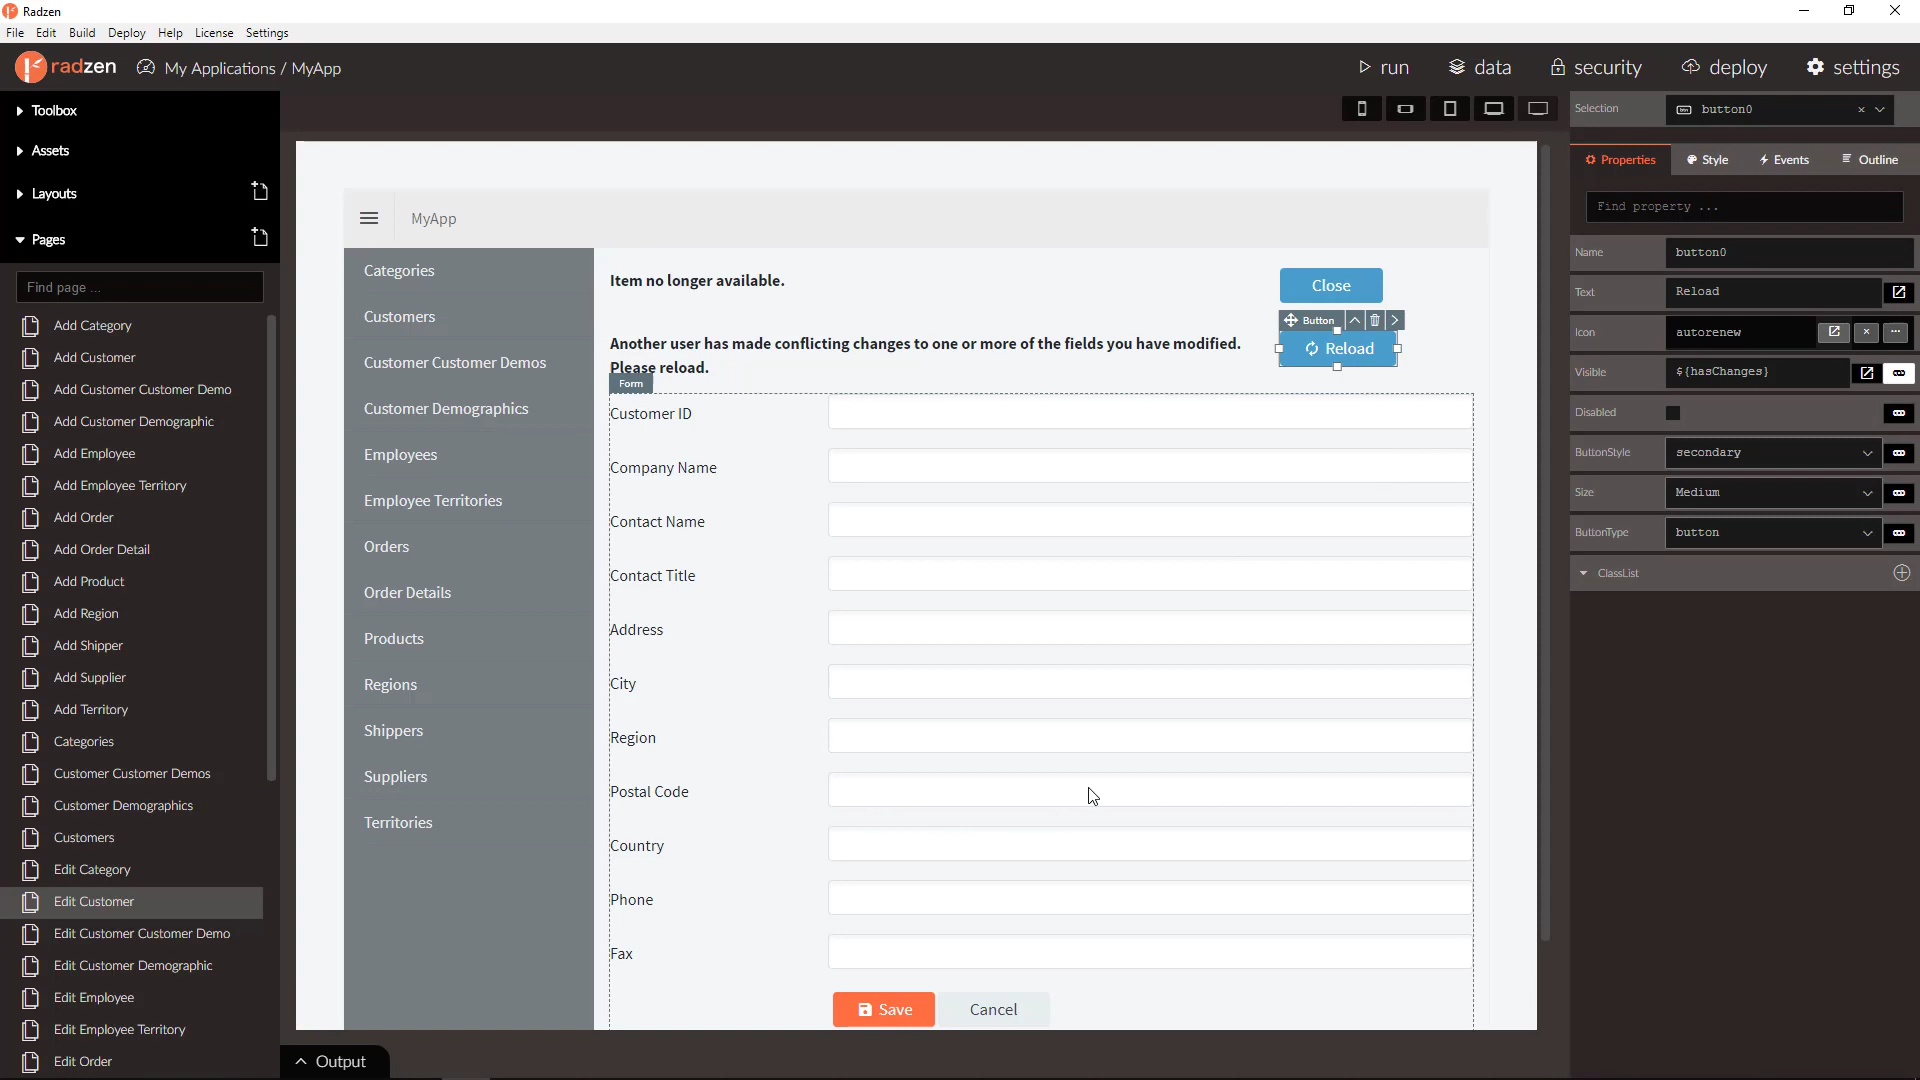 Radzen
File Edit Build Deploy Help License Settings
radzen My Applications / MyApp run data security deploy settings
Toolbox
Assets
Layouts
Pages
Find page ...
Add Category
Add Customer
Add Customer Customer Demo
Add Customer Demographic
Add Employee
Add Employee Territory
Add Order
Add Order Detail
Add Product
Add Region
Add Shipper
Add Supplier
Add Territory
Categories
Customer Customer Demos
Customer Demographics
Customers
Edit Category
Edit Customer
Edit Customer Customer Demo
Edit Customer Demographic
Edit Employee
Edit Employee Territory
Edit Order
MyApp
Categories
Customers
Customer Customer Demos
Customer Demographics
Employees
Employee Territories
Orders
Order Details
Products
Regions
Shippers
Suppliers
Territories
Item no longer available.
Close
Button
Another user has made conflicting changes to one or more of the fields you have modified.
Please reload.
Reload
Form
Customer ID
Company Name
Contact Name
Contact Title
Address
City
Region
Postal Code
Country
Phone
Fax
Save Cancel
Output
Selection button0
Properties Style Events Outline
Find property ...
Name button0
Text Reload
Icon autorenew
Visible ${hasChanges}
Disabled
ButtonStyle secondary
Size Medium
ButtonType button
ClassList